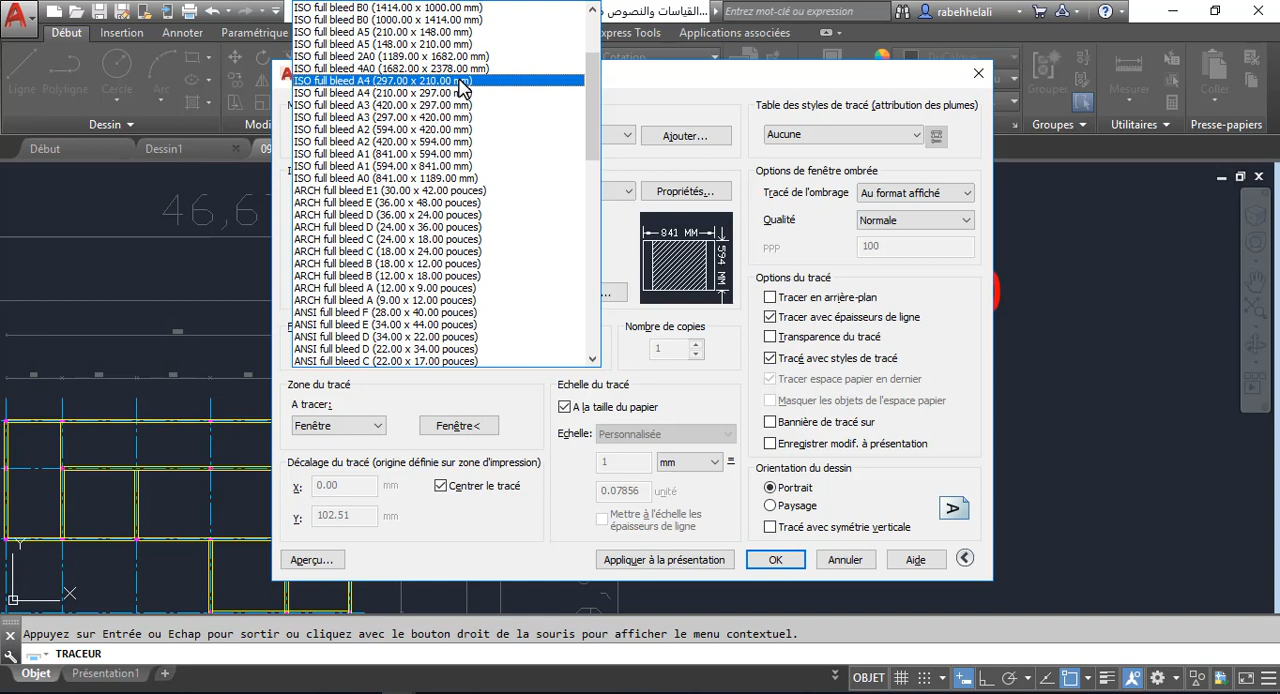 ISO full bleed B0 (1414.00 x 1000.00 mm)
ISO full bleed B0 (1000.00 x 1414.00 mm)
ISO full bleed A5 (210.00 x 148.00 mm)
ISO full bleed A5 (148.00 x 210.00 mm)
ISO full bleed 2A0 (1189.00 x 1682.00 mm)
ISO full bleed 4A0 (1682.00 x 2378.00 mm)
ISO full bleed A4 (297.00 x 210.00 mm)
ISO full bleed A4 (210.00 x 297.00 mm)
ISO full bleed A3 (420.00 x 297.00 mm)
ISO full bleed A3 (297.00 x 420.00 mm)
ISO full bleed A2 (594.00 x 420.00 mm)
ISO full bleed A2 (420.00 x 594.00 mm)
ISO full bleed A1 (841.00 x 594.00 mm)
ISO full bleed A1 (594.00 x 841.00 mm)
ISO full bleed A0 (841.00 x 1189.00 mm)
ARCH full bleed E1 (30.00 x 42.00 pouces)
ARCH full bleed E (36.00 x 48.00 pouces)
ARCH full bleed D (36.00 x 24.00 pouces)
ARCH full bleed D (24.00 x 36.00 pouces)
ARCH full bleed C (24.00 x 18.00 pouces)
ARCH full bleed C (18.00 x 24.00 pouces)
ARCH full bleed B (18.00 x 12.00 pouces)
ARCH full bleed B (12.00 x 18.00 pouces)
ARCH full bleed A (12.00 x 9.00 pouces)
ARCH full bleed A (9.00 x 12.00 pouces)
ANSI full bleed F (28.00 x 40.00 pouces)
ANSI full bleed E (34.00 x 44.00 pouces)
ANSI full bleed D (34.00 x 22.00 pouces)
ANSI full bleed D (22.00 x 34.00 pouces)
ANSI full bleed C (22.00 x 17.00 pouces)
القياسات والنصوص
Entrez mot-clé ou expression
rabehhelali
Début Insertion Annoter Paramétrique
Express Tools Applications associées
Ligne Polyligne Cercle Arc
Dessin
Grouper Mesurer Coller
Groupes Utilitaires Presse-papiers
Début Dessin1
46,6
Ajouter...
Propriétés...
841 MM
594 MM
Nombre de copies
1
Zone du tracé
A tracer:
Fenêtre Fenêtre<
Décalage du tracé (origine définie sur zone d'impression)
X: 0.00 mm Centrer le tracé
Y: 102.51 mm
Aperçu...
Echelle du tracé
A la taille du papier
Echelle: Personnalisée
1 mm =
0.07856 unité
Mettre à l'échelle les épaisseurs de ligne
Appliquer à la présentation
Table des styles de tracé (attribution des plumes)
Aucune
Options de fenêtre ombrée
Tracé de l'ombrage Au format affiché
Qualité Normale
PPP 100
Options du tracé
Tracer en arrière-plan
Tracer avec épaisseurs de ligne
Transparence du tracé
Tracé avec styles de tracé
Tracer espace papier en dernier
Masquer les objets de l'espace papier
Bannière de tracé sur
Enregistrer modif. à présentation
Orientation du dessin
Portrait
Paysage
Tracé avec symétrie verticale
OK Annuler Aide
Y
X
Appuyez sur Entrée ou Echap pour sortir ou cliquez avec le bouton droit de la souris pour afficher le menu contextuel.
TRACEUR
Objet Présentation1
OBJET